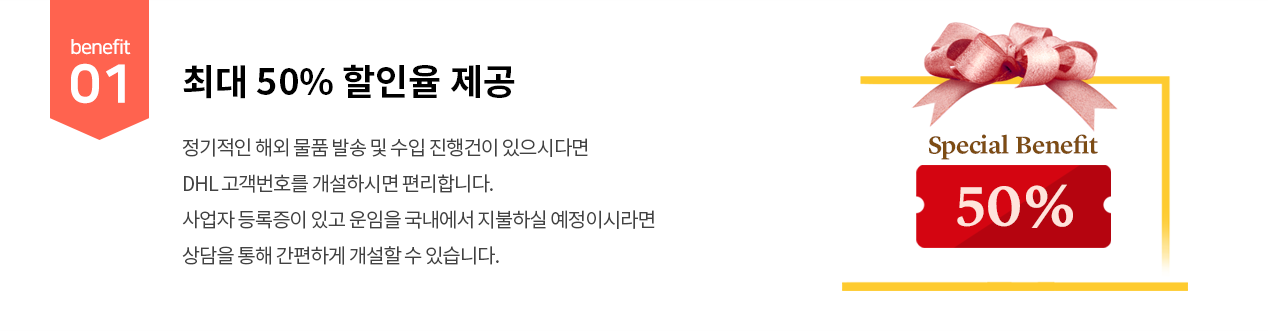 benefit
01
최대 50% 할인율 제공
정기적인 해외 물품 발송 및 수입 진행건이 있으시다면
DHL 고객번호를 개설하시면 편리합니다.
사업자 등록증이 있고 운임을 국내에서 지불하실 예정이시라면
상담을 통해 간편하게 개설할 수 있습니다.
Special Benefit
50%